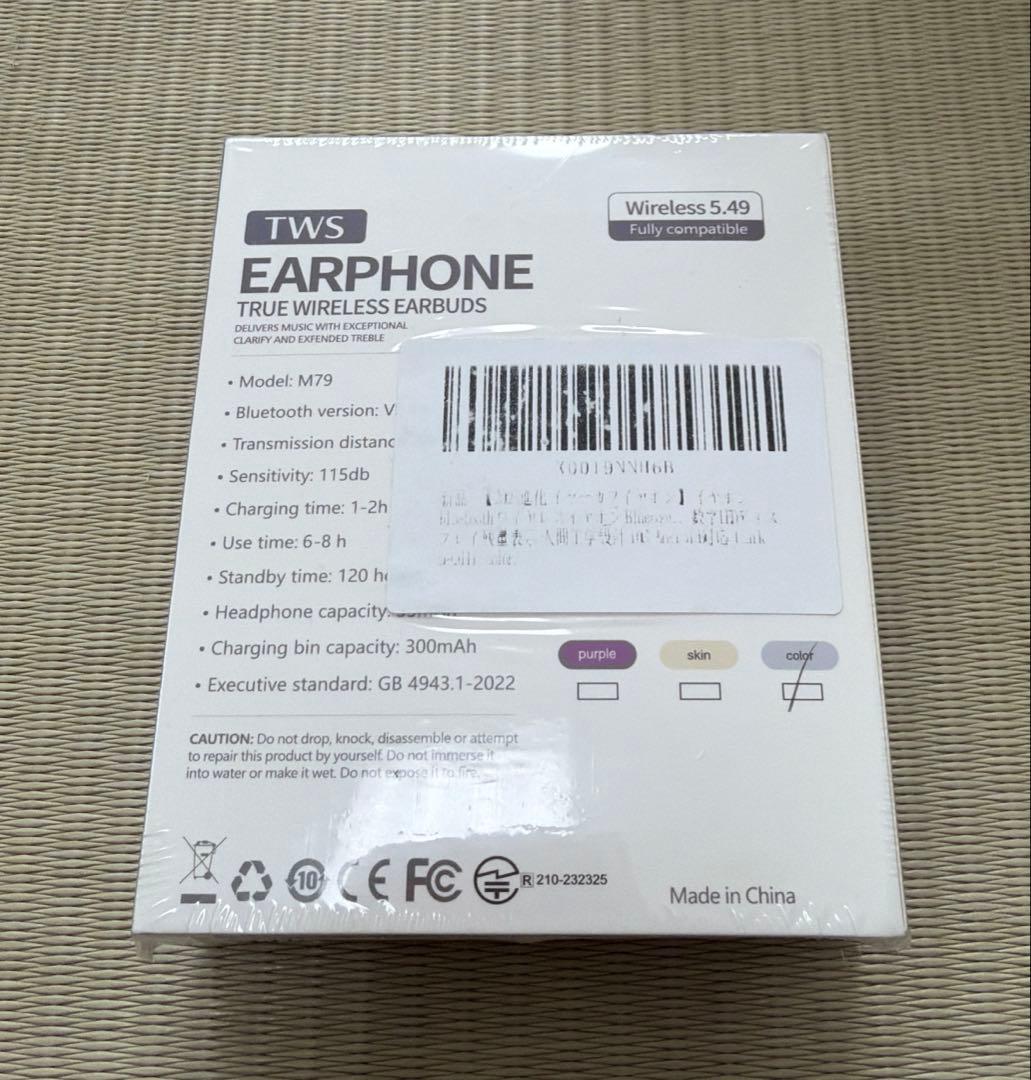 TWS
Wireless 5.49
Fully compatible
EARPHONE
TRUE WIRELESS EARBUDS
DELIVERS MUSIC WITH EXCEPTIONAL
CLARIFY AND EXFENDED TREBLE
• Model: M79
• Bluetooth version: V
• Transmission distanc
• Sensitivity: 115db
• Charging time: 1-2h
• Use time: 6-8 h
• Standby time: 120 h
• Headphone capacity:
• Charging bin capacity: 300mAh
• Executive standard: GB 4943.1-2022
purple
skin
color
CAUTION: Do not drop, knock, disassemble or attempt
to repair this product by yourself. Do not immerse it
into water or make it wet. Do not expose it to fire.
10
CE FC
R 210-232325
Made in China